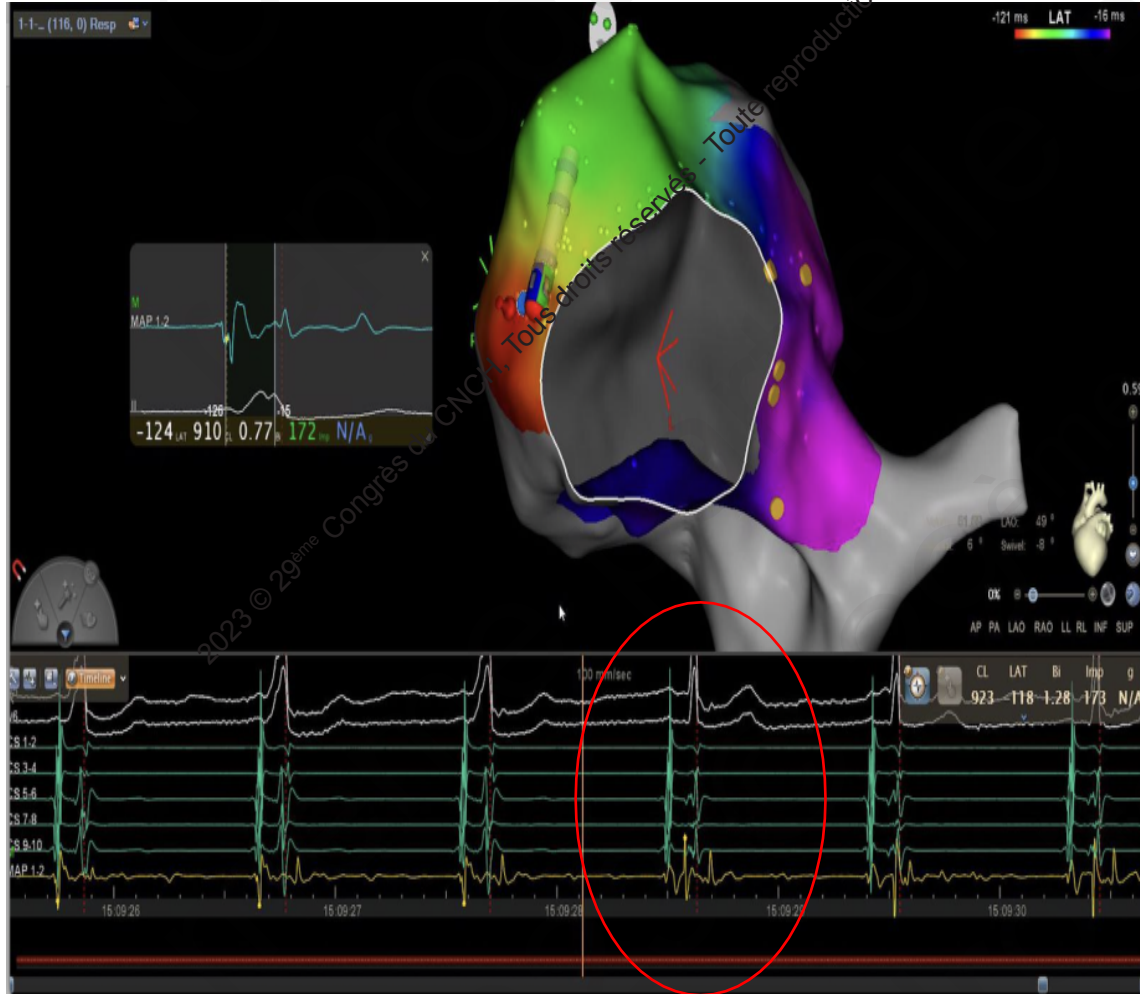 1-1-_ (116, 0) Resp
-121 ms LAT -16 ms
M
MAP 1-2
II
-126 -15
-124 LAT 910 CL 0.77 Bi 172 Imp N/A g
0.59
LAO: 49 °
6 ° Swivel: -8 °
0%
AP PA LAO RAO LL RL INF SUP
2023 © 29ème Congrès du CNCH, Tous droits réservés - Toute reproduction
Timeline
100 mm/sec
CL LAT Bi Imp g
923 -118 1.28 173 N/A
V6
CS 1-2
CS 3-4
CS 5-6
CS 7-8
CS 9-10
MAP 1-2
15:09:26 15:09:27 15:09:28 15:09:29 15:09:30